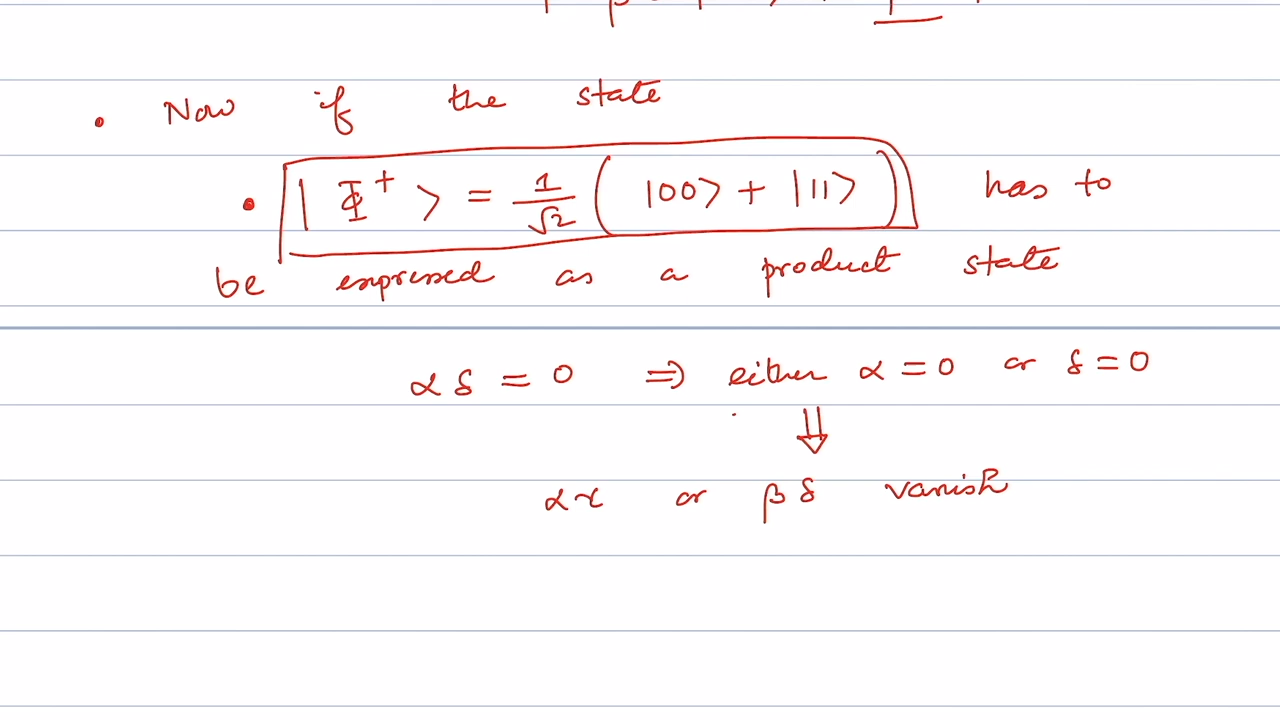 • Now if the state
• | Φ⁺ ⟩ = 1/√2 ( |00⟩ + |11⟩ ) has to
be expressed as a product state
αδ = 0 ⇒ either α = 0 or δ = 0
⇓
αγ or βδ vanish